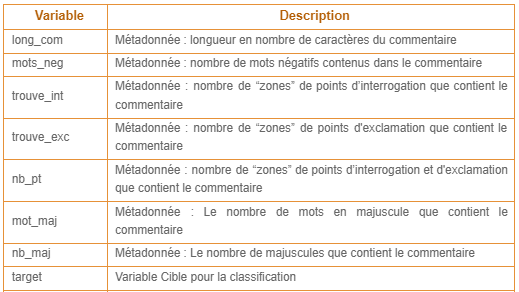 Variable Description
long_com Métadonnée : longueur en nombre de caractères du commentaire
mots_neg Métadonnée : nombre de mots négatifs contenus dans le commentaire
trouve_int Métadonnée : nombre de “zones” de points d’interrogation que contient le
commentaire
trouve_exc Métadonnée : nombre de “zones” de points d'exclamation que contient le
commentaire
nb_pt Métadonnée : nombre de “zones” de points d’interrogation et d'exclamation
que contient le commentaire
mot_maj Métadonnée : Le nombre de mots en majuscule que contient le
commentaire
nb_maj Métadonnée : Le nombre de majuscules que contient le commentaire
target Variable Cible pour la classification